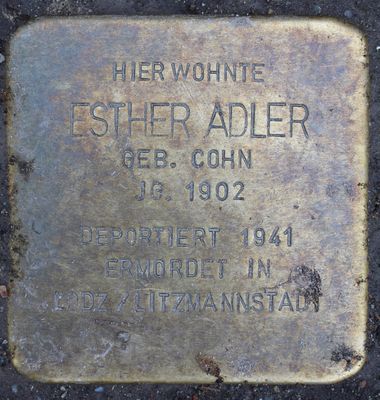 HIER WOHNTE
ESTHER ADLER
GEB. COHN
JG. 1902
DEPORTIERT 1941
ERMORDET IN
LODZ / LITZMANNSTADT